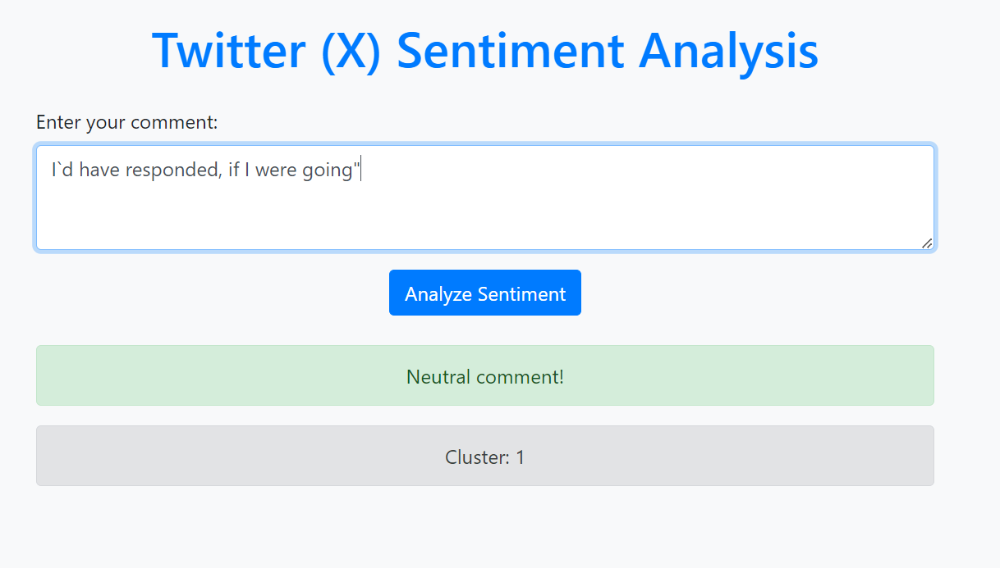 Twitter (X) Sentiment Analysis
Enter your comment:
I`d have responded, if I were going"
Analyze Sentiment
Neutral comment!
Cluster: 1